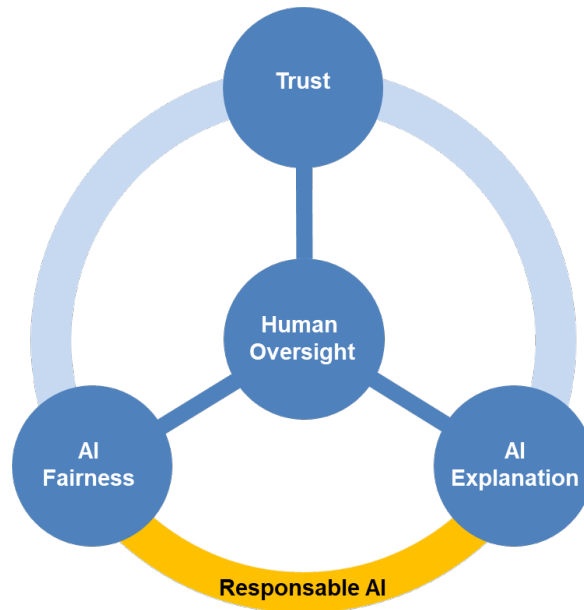 Trust
Human
Oversight
AI
Fairness
AI
Explanation
Responsable AI